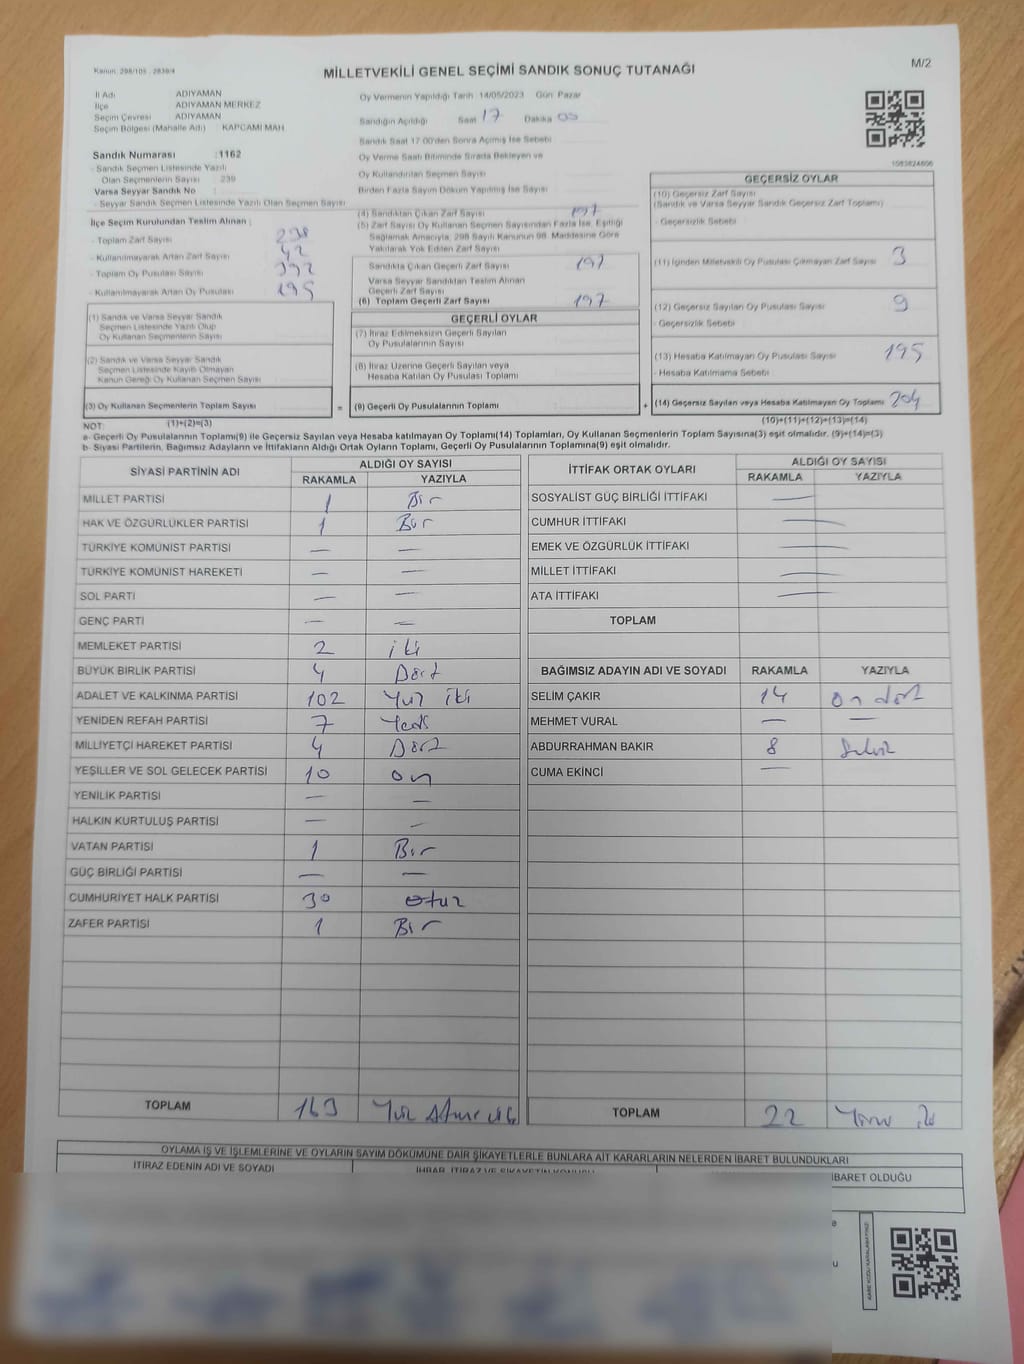 Kanun: 298/105 , 2839/4
MİLLETVEKİLİ GENEL SEÇİMİ SANDIK SONUÇ TUTANAĞI
M/2
İl Adı ADIYAMAN
İlçe ADIYAMAN MERKEZ
Seçim Çevresi ADIYAMAN
Seçim Bölgesi (Mahalle Adı) KAPCAMİ MAH
Oy Vermenin Yapıldığı Tarih 14/05/2023 Gün Pazar
Sandığın Açıldığı Saat 17 Dakika 00
Sandık Saat 17:00'den Sonra Açılmış İse Sebebi
Oy Verme Saati Bitiminde Sırada Bekleyen ve
Oy Kullandırılan Seçmen Sayısı
Birden Fazla Sayım Döküm Yapılmış İse Sayısı
Sandık Numarası :1162
- Sandık Seçmen Listesinde Yazılı
Olan Seçmenlerin Sayısı : 239
Varsa Seyyar Sandık No :
- Seyyar Sandık Seçmen Listesinde Yazılı Olan Seçmen Sayısı
İlçe Seçim Kurulundan Teslim Alınan ;
- Toplam Zarf Sayısı
- Kullanılmayarak Artan Zarf Sayısı 42
- Toplam Oy Pusulası Sayısı 392
- Kullanılmayarak Artan Oy Pusulası 195
(1) Sandık ve Varsa Seyyar Sandık
Seçmen Listesinde Yazılı Olup
Oy Kullanan Seçmenlerin Sayısı
(2) Sandık ve Varsa Seyyar Sandık
Seçmen Listesinde Kayıtlı Olmayan
Kanun Gereği Oy Kullanan Seçmen Sayısı
(3) Oy Kullanan Seçmenlerin Toplam Sayısı
(1)+(2)=(3)
(4) Sandıktan Çıkan Zarf Sayısı 197
(5) Zarf Sayısı Oy Kullanan Seçmen Sayısından Fazla İse, Eşitliği
Sağlamak Amacıyla, 298 Sayılı Kanunun 98. Maddesine Göre
Yakılarak Yok Edilen Zarf Sayısı
Sandıkta Çıkan Geçerli Zarf Sayısı 197
Varsa Seyyar Sandıktan Teslim Alınan
Geçerli Zarf Sayısı
(6) Toplam Geçerli Zarf Sayısı 197
GEÇERLİ OYLAR
(7) İtiraz Edilmeksizin Geçerli Sayılan
Oy Pusulalarının Sayısı
(8) İtiraz Üzerine Geçerli Sayılan veya
Hesaba Katılan Oy Pusulası Toplamı
= (9) Geçerli Oy Pusulalarının Toplamı +
1083824606
GEÇERSİZ OYLAR
(10) Geçersiz Zarf Sayısı
(Sandık ve Varsa Seyyar Sandık Geçersiz Zarf Toplamı)
- Geçersizlik Sebebi
(11) İçinden Milletvekili Oy Pusulası Çıkmayan Zarf Sayısı 3
(12) Geçersiz Sayılan Oy Pusulası Sayısı 9
- Geçersizlik Sebebi
(13) Hesaba Katılmayan Oy Pusulası Sayısı 195
- Hesaba Katılmama Sebebi
(14) Geçersiz Sayılan veya Hesaba Katılmayan Oy Toplamı 204
(10)+(11)+(12)+(13)=(14)
NOT:
a- Geçerli Oy Pusulalarının Toplamı(9) ile Geçersiz Sayılan veya Hesaba katılmayan Oy Toplamı(14) Toplamları, Oy Kullanan Seçmenlerin Toplam Sayısına(3) eşit olmalıdır. (9)+(14)=(3)
b- Siyasi Partilerin, Bağımsız Adayların ve İttifakların Aldığı Ortak Oyların Toplamı, Geçerli Oy Pusulalarının Toplamına(9) eşit olmalıdır.
SİYASİ PARTİNİN ADI ALDIĞI OY SAYISI
RAKAMLA YAZIYLA
MİLLET PARTİSİ 1 Bir
HAK VE ÖZGÜRLÜKLER PARTİSİ 1 Bir
TÜRKİYE KOMÜNİST PARTİSİ — —
TÜRKİYE KOMÜNİST HAREKETİ — —
SOL PARTİ — —
GENÇ PARTİ — —
MEMLEKET PARTİSİ 2 iki
BÜYÜK BİRLİK PARTİSİ 4 Dört
ADALET VE KALKINMA PARTİSİ 102 Yüz iki
YENİDEN REFAH PARTİSİ 7 Yedi
MİLLİYETÇİ HAREKET PARTİSİ 4 Dört
YEŞİLLER VE SOL GELECEK PARTİSİ 10 on
YENİLİK PARTİSİ — —
HALKIN KURTULUŞ PARTİSİ — —
VATAN PARTİSİ 1 Bir
GÜÇ BİRLİĞİ PARTİSİ — —
CUMHURİYET HALK PARTİSİ 30 otuz
ZAFER PARTİSİ 1 Bir
TOPLAM 163 Yüz Atmış üç
İTTİFAK ORTAK OYLARI ALDIĞI OY SAYISI
RAKAMLA YAZIYLA
SOSYALİST GÜÇ BİRLİĞİ İTTİFAKI —
CUMHUR İTTİFAKI —
EMEK VE ÖZGÜRLÜK İTTİFAKI —
MİLLET İTTİFAKI —
ATA İTTİFAKI —
TOPLAM
BAĞIMSIZ ADAYIN ADI VE SOYADI RAKAMLA YAZIYLA
SELİM ÇAKIR 14 on dört
MEHMET VURAL — —
ABDURRAHMAN BAKIR 8 Sekiz
CUMA EKİNCİ —
TOPLAM 22 Yirmi iki
OYLAMA İŞ VE İŞLEMLERİNE VE OYLARIN SAYIM DÖKÜMÜNE DAİR ŞİKAYETLERLE BUNLARA AİT KARARLARIN NELERDEN İBARET BULUNDUKLARI
İTİRAZ EDENİN ADI VE SOYADI İHBAR, İTİRAZ VE ŞİKAYETİN KONUSU İBARET OLDUĞU
KARE KODU KARALAMAYINIZ!